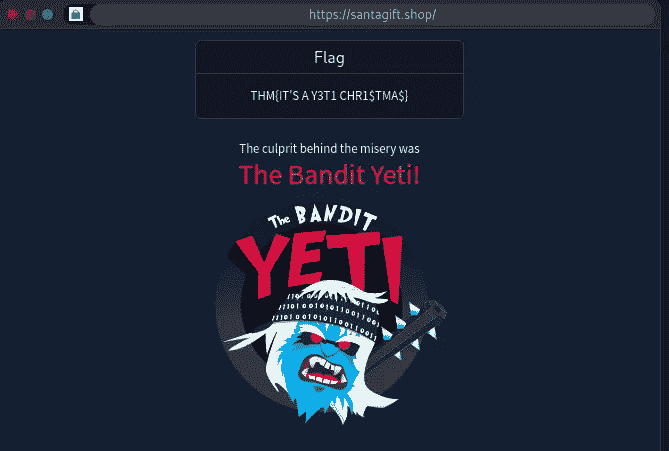 https://santagift.shop/
Flag
THM{IT'S A Y3T1 CHR1$TMA$}
The culprit behind the misery was
The Bandit Yeti!
The BANDIT
YETI